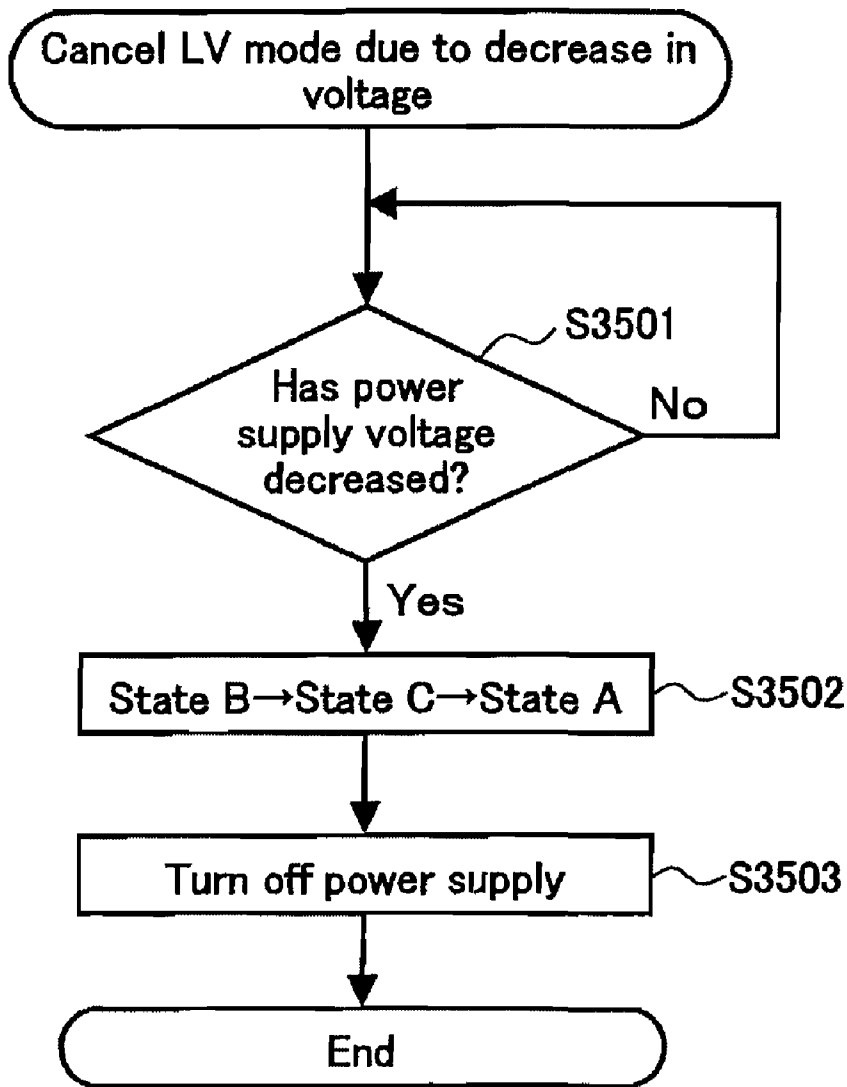 Cancel LV mode due to decrease in
voltage
S3501
Has power
supply voltage
decreased?
No
Yes
State B→State C→State A
S3502
Turn off power supply
S3503
End